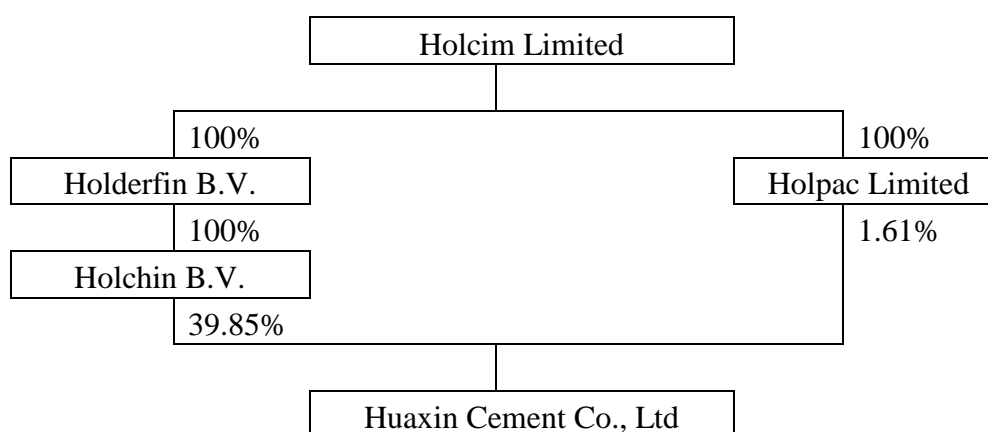 Holcim Limited
100%
100%
Holderfin B.V.
Holpac Limited
100%
1.61%
Holchin B.V.
39.85%
Huaxin Cement Co., Ltd